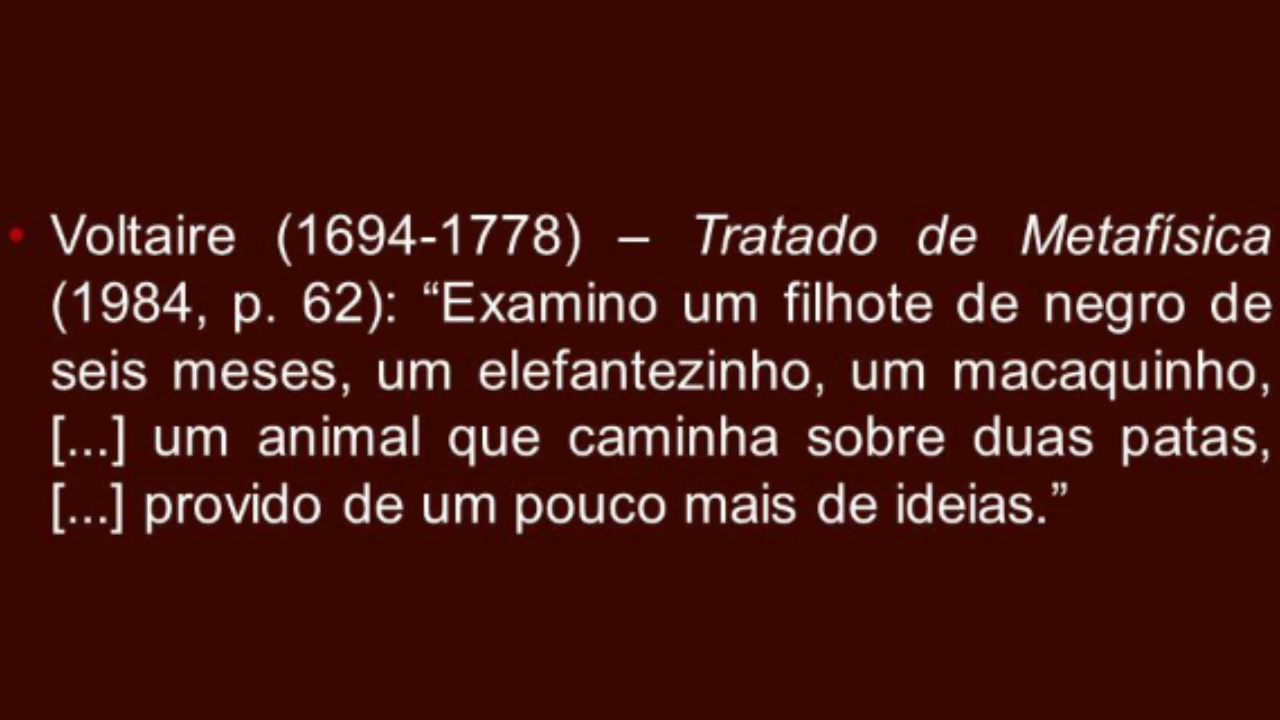 • Voltaire (1694-1778) – Tratado de Metafísica
(1984, p. 62): “Examino um filhote de negro de
seis meses, um elefantezinho, um macaquinho,
[...] um animal que caminha sobre duas patas,
[...] provido de um pouco mais de ideias.”